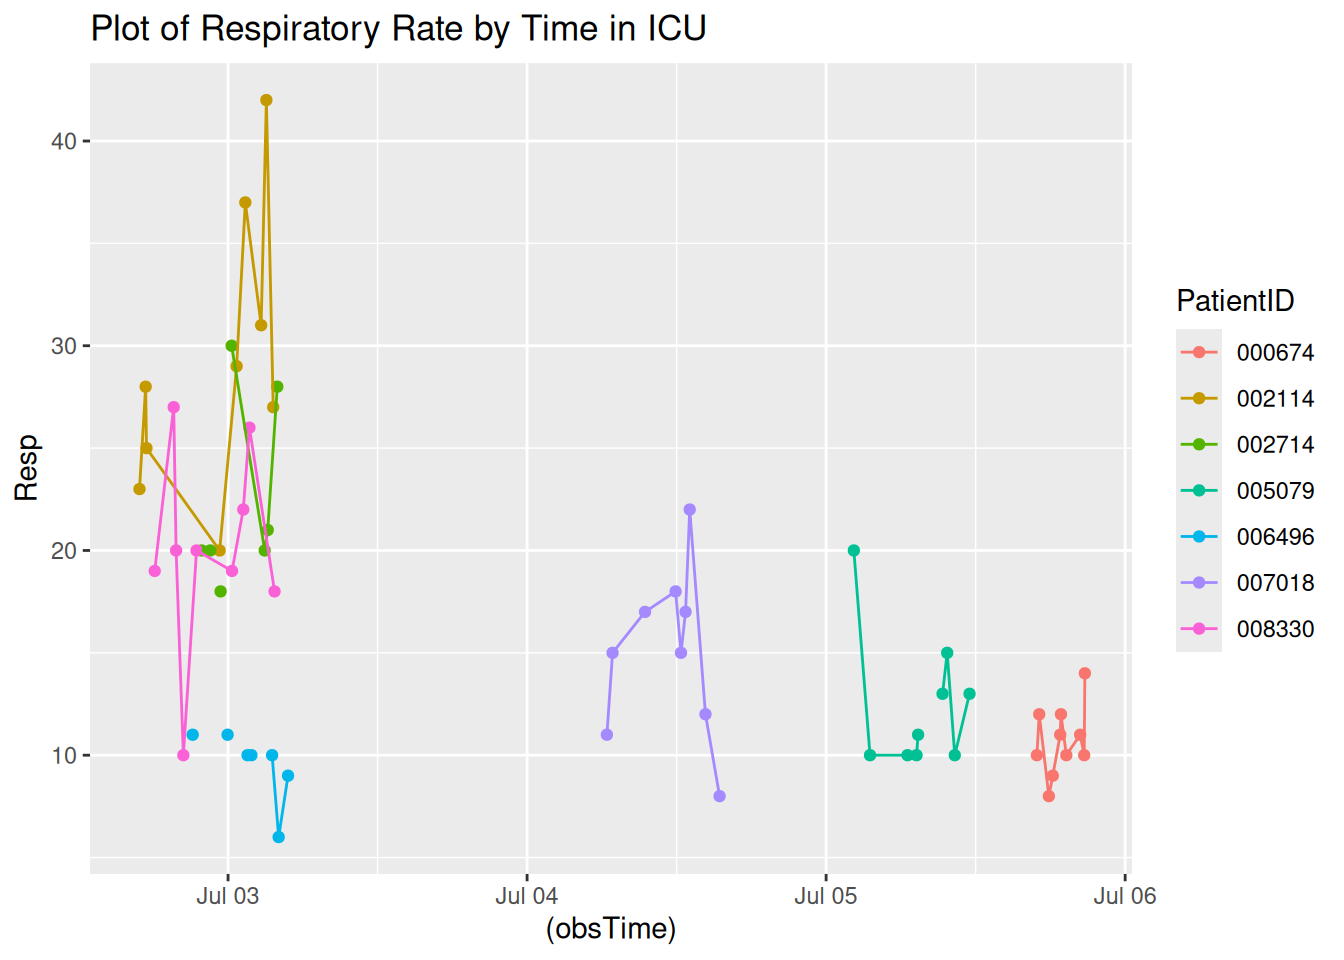 Plot of Respiratory Rate by Time in ICU
40
30
20
10
Resp
Jul 03
Jul 04
Jul 05
Jul 06
(obsTime)
PatientID
000674
002114
002714
005079
006496
007018
008330